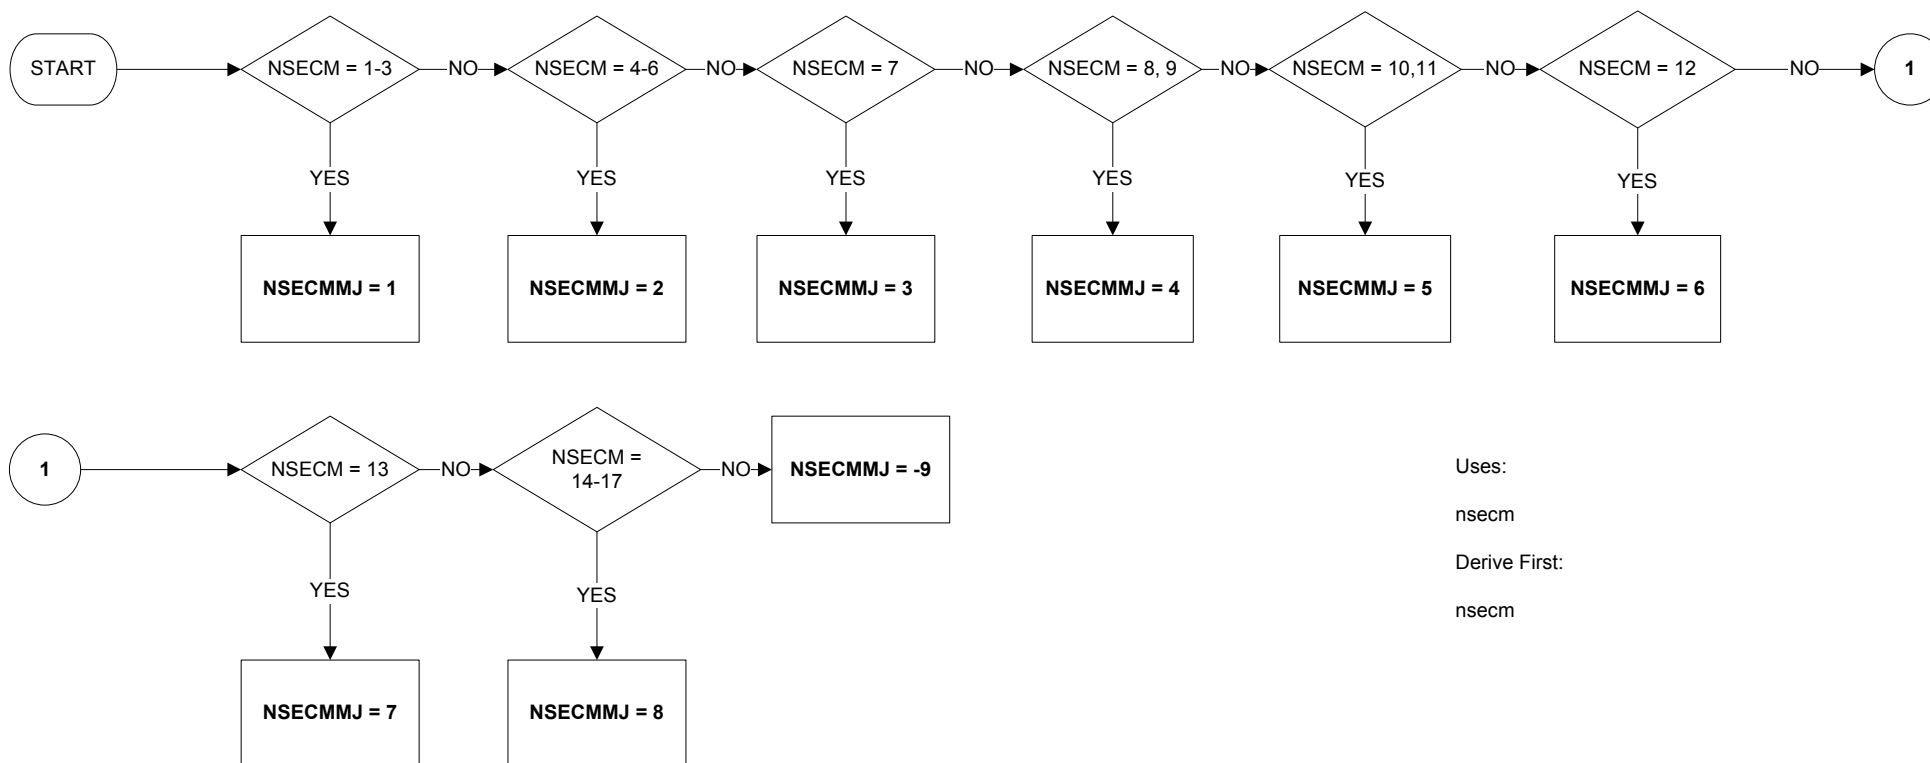 START
NSECM = 1-3
NO
NSECM = 4-6
NO
NSECM = 7
NO
NSECM = 8, 9
NO
NSECM = 10,11
NO
NSECM = 12
NO
1
YES
YES
YES
YES
YES
YES
NSECMMJ = 1
NSECMMJ = 2
NSECMMJ = 3
NSECMMJ = 4
NSECMMJ = 5
NSECMMJ = 6
1
NSECM = 13
NO
NSECM =
14-17
NO
NSECMMJ = -9
YES
YES
NSECMMJ = 7
NSECMMJ = 8
Uses:
nsecm
Derive First:
nsecm